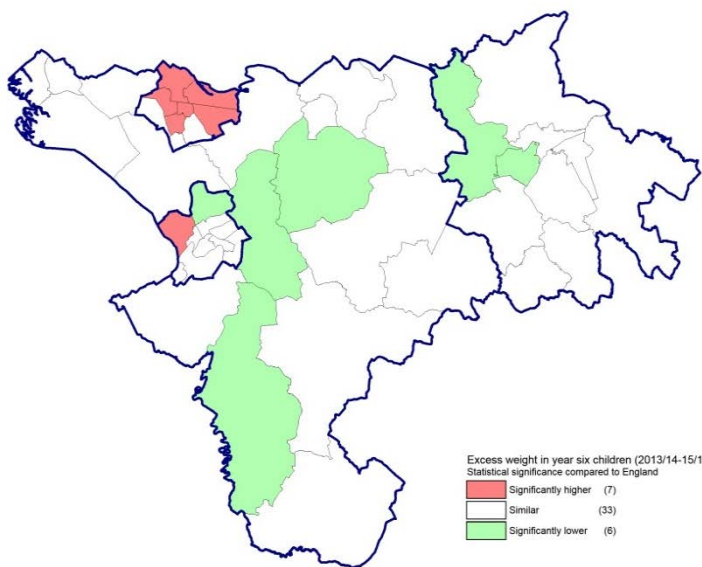 Excess weight in year six children (2013/14-15/1
Statistical significance compared to England
Significantly higher (7)
Similar (33)
Significantly lower (6)